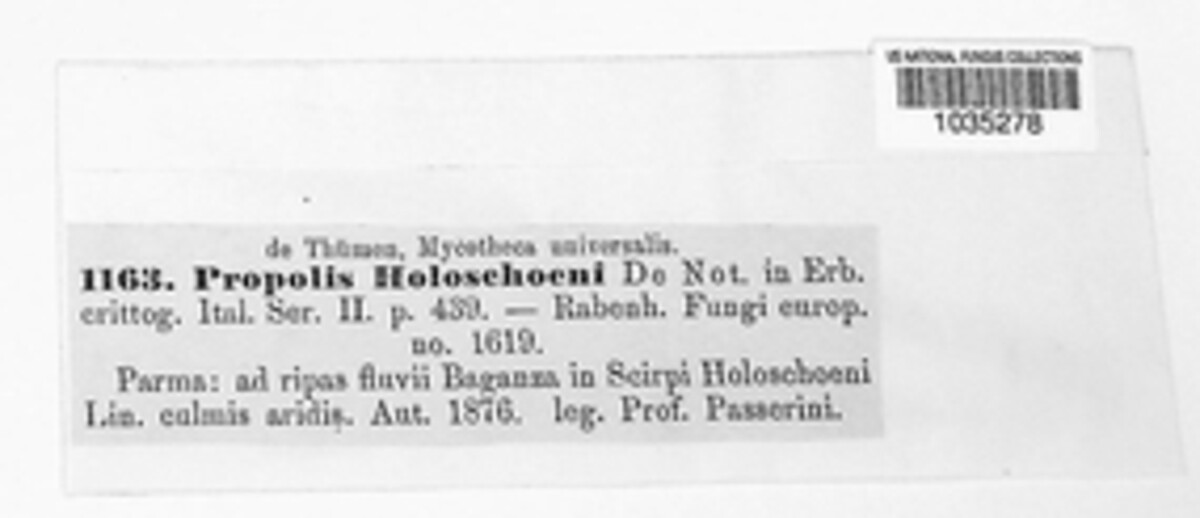 US NATIONAL FUNGUS COLLECTIONS
1035278
de Thümen, Mycotheca universalis.
1163. Propolis Holoschoeni De Not. in Erb.
crittog. Ital. Ser. II. p. 439. — Rabenh. Fungi europ.
no. 1619.
Parma: ad ripas fluvii Baganza in Scirpi Holoschoeni
Lin. culmis aridis. Aut. 1876. leg. Prof. Passerini.